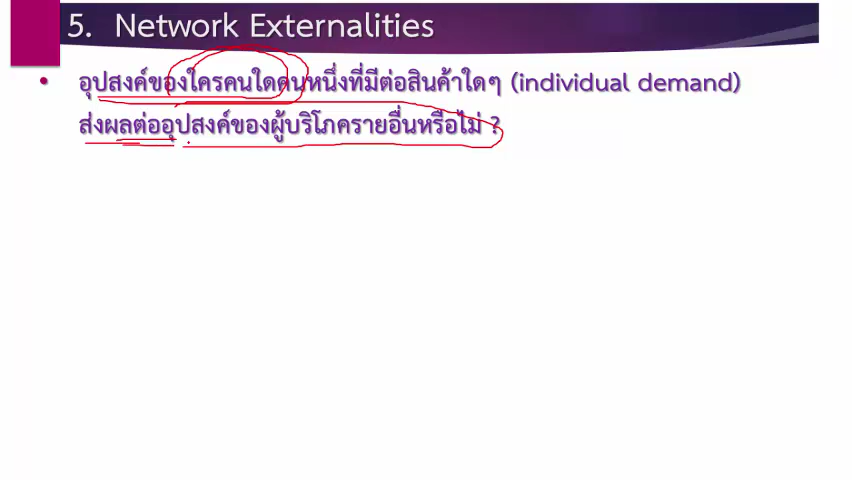 5. Network Externalities
• อุปสงค์ของใครคนใดคนหนึ่งที่มีต่อสินค้าใดๆ (individual demand)
ส่งผลต่ออุปสงค์ของผู้บริโภครายอื่นหรือไม่ ?